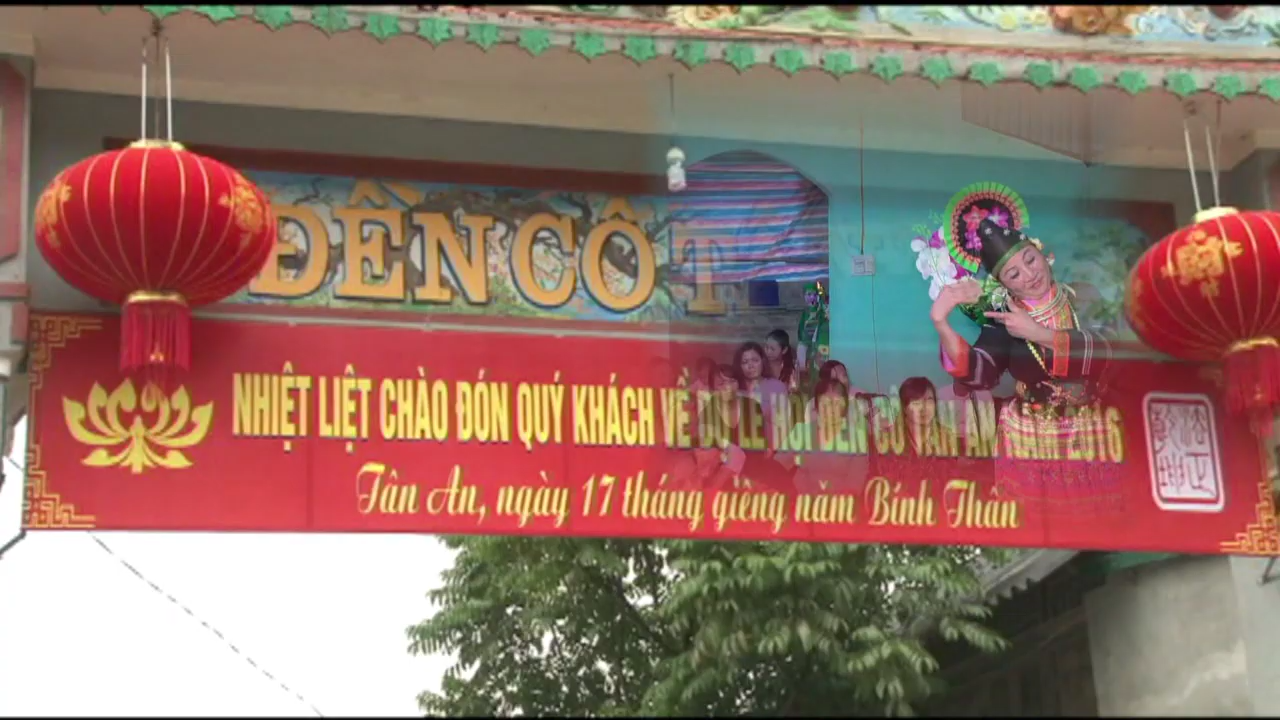 ĐỀN CÔ T
NHIỆT LIỆT CHÀO ĐÓN QUÝ KHÁCH VỀ DỰ LỄ HỘI ĐỀN CÔ TÂN AN NĂM 2016
Tân An, ngày 17 tháng giêng năm Bính Thân